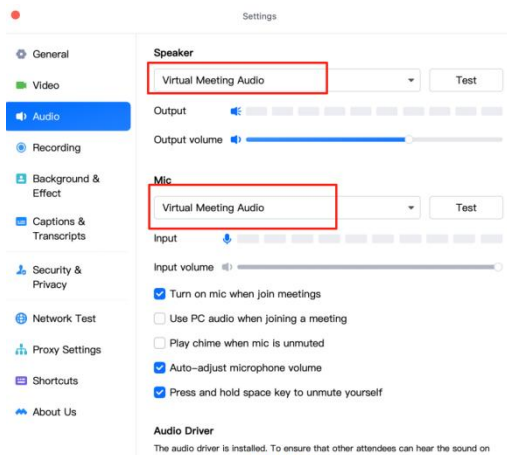 Settings
General
Video
Audio
Recording
Background &
Effect
Captions &
Transcripts
Security &
Privacy
Network Test
Proxy Settings
Shortcuts
About Us
Speaker
Virtual Meeting Audio
Test
Output
Output volume
Mic
Virtual Meeting Audio
Test
Input
Input volume
Turn on mic when join meetings
Use PC audio when joining a meeting
Play chime when mic is unmuted
Auto-adjust microphone volume
Press and hold space key to unmute yourself
Audio Driver
The audio driver is installed. To ensure that other attendees can hear the sound on